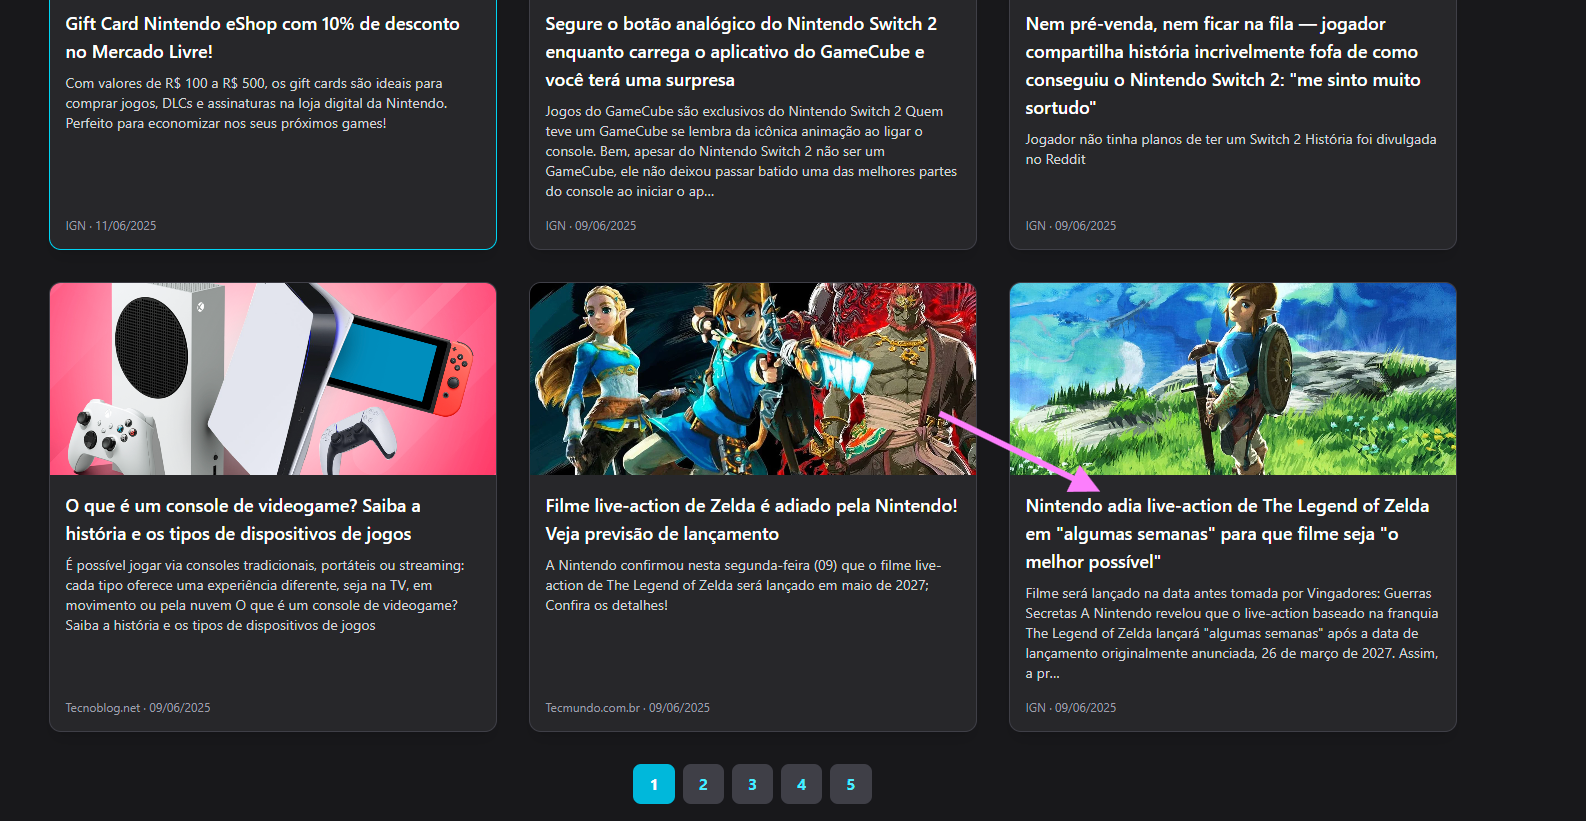 Gift Card Nintendo eShop com 10% de desconto
no Mercado Livre!
Com valores de R$ 100 a R$ 500, os gift cards são ideais para
comprar jogos, DLCs e assinaturas na loja digital da Nintendo.
Perfeito para economizar nos seus próximos games!
IGN · 11/06/2025
Segure o botão analógico do Nintendo Switch 2
enquanto carrega o aplicativo do GameCube e
você terá uma surpresa
Jogos do GameCube são exclusivos do Nintendo Switch 2 Quem
teve um GameCube se lembra da icônica animação ao ligar o
console. Bem, apesar do Nintendo Switch 2 não ser um
GameCube, ele não deixou passar batido uma das melhores partes
do console ao iniciar o ap...
IGN · 09/06/2025
Nem pré-venda, nem ficar na fila — jogador
compartilha história incrivelmente fofa de como
conseguiu o Nintendo Switch 2: "me sinto muito
sortudo"
Jogador não tinha planos de ter um Switch 2 História foi divulgada
no Reddit
IGN · 09/06/2025
O que é um console de videogame? Saiba a
história e os tipos de dispositivos de jogos
É possível jogar via consoles tradicionais, portáteis ou streaming:
cada tipo oferece uma experiência diferente, seja na TV, em
movimento ou pela nuvem O que é um console de videogame?
Saiba a história e os tipos de dispositivos de jogos
Tecnoblog.net · 09/06/2025
Filme live-action de Zelda é adiado pela Nintendo!
Veja previsão de lançamento
A Nintendo confirmou nesta segunda-feira (09) que o filme live-
action de The Legend of Zelda será lançado em maio de 2027;
Confira os detalhes!
Tecmundo.com.br · 09/06/2025
Nintendo adia live-action de The Legend of Zelda
em "algumas semanas" para que filme seja "o
melhor possível"
Filme será lançado na data antes tomada por Vingadores: Guerras
Secretas A Nintendo revelou que o live-action baseado na franquia
The Legend of Zelda lançará "algumas semanas" após a data de
lançamento originalmente anunciada, 26 de março de 2027. Assim,
a pr...
IGN · 09/06/2025
1 2 3 4 5